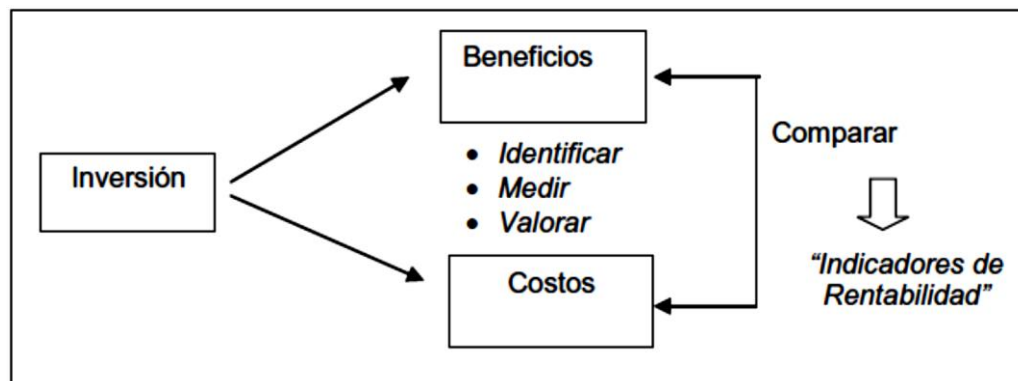 Beneficios
Comparar
Inversión
• Identificar
• Medir
• Valorar
“Indicadores de
Rentabilidad”
Costos